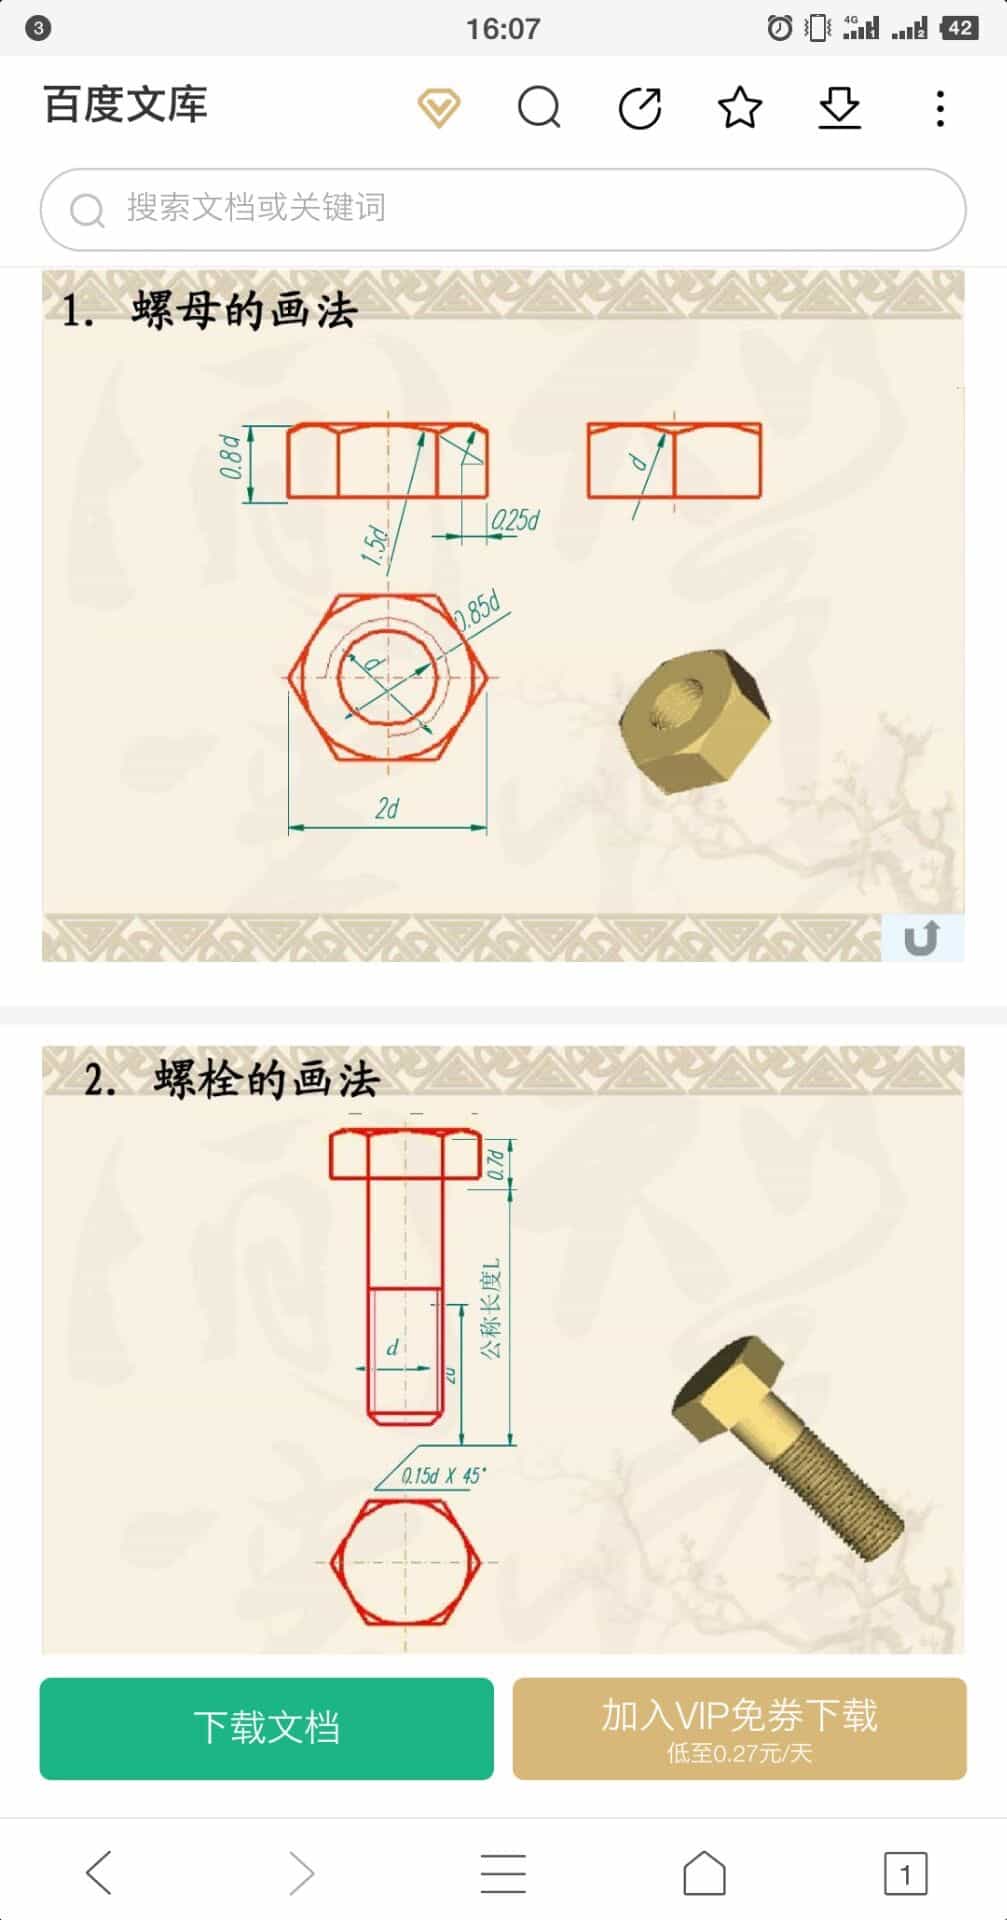 3
16:07
4G
1
2
42
百度文库
搜索文档或关键词
1. 螺母的画法
0.8d
1.5d
0.25d
d
0.85d
d
2d
2. 螺栓的画法
0.7d
公称长度L
d
2d
0.15d X 45°
下载文档
加入VIP免券下载
低至0.27元/天
1